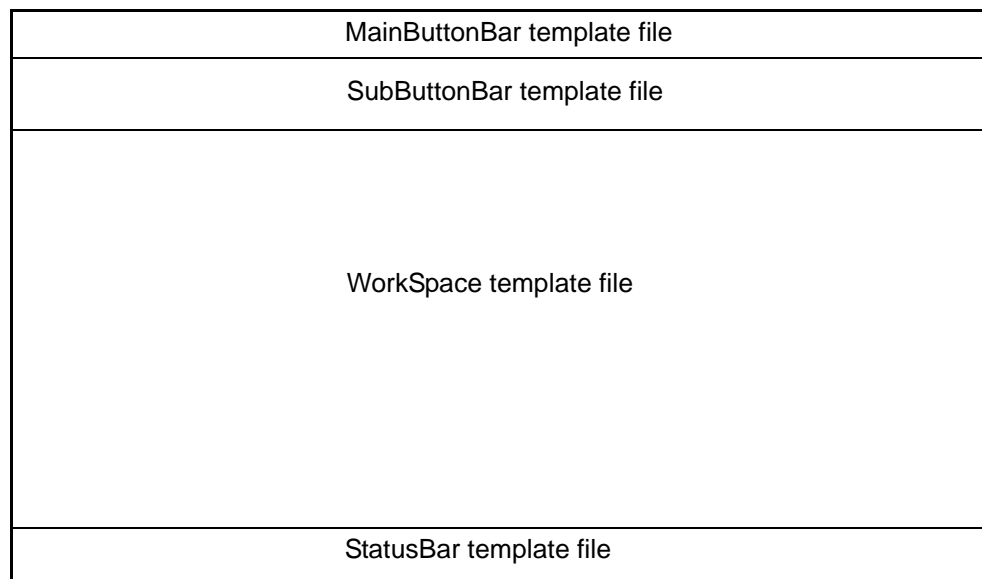 MainButtonBar template file
SubButtonBar template file
WorkSpace template file
StatusBar template file